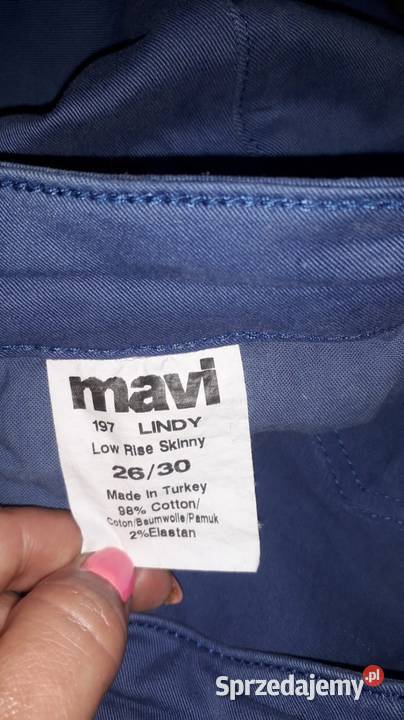 mavi
197 LINDY
Low Rise Skinny
26/30
Made in Turkey
98% Cotton/
Coton/Baumwolle/Pamuk
2%Elastan
Sprzedajemy.pl